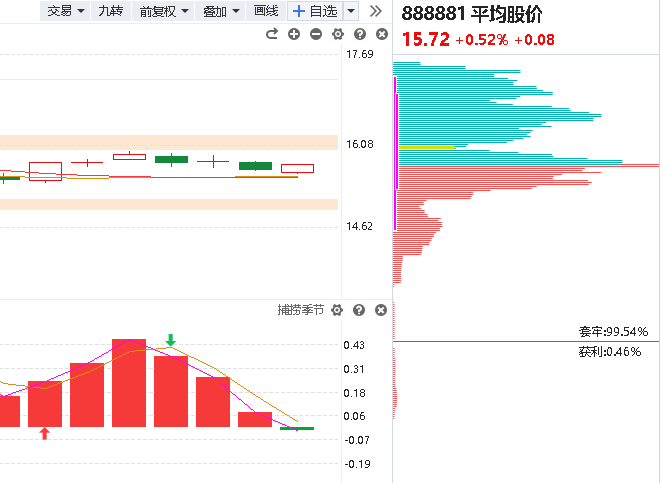 交易 九转 前复权 叠加 画线 自选
888881 平均股价
15.72 +0.52% +0.08
17.69
16.08
14.62
捕捞季节
套牢:99.54%
获利:0.46%
0.43
0.31
0.18
0.06
-0.07
-0.19